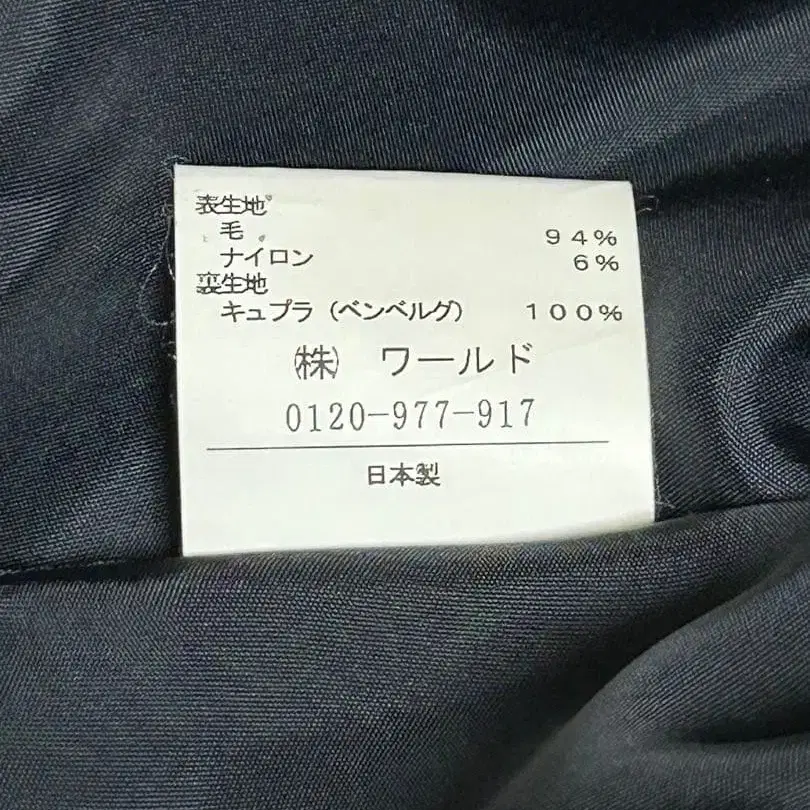 表生地
毛 94%
ナイロン 6%
裏生地
キュプラ(ベンベルグ) 100%
㈱ ワールド
0120-977-917
日本製